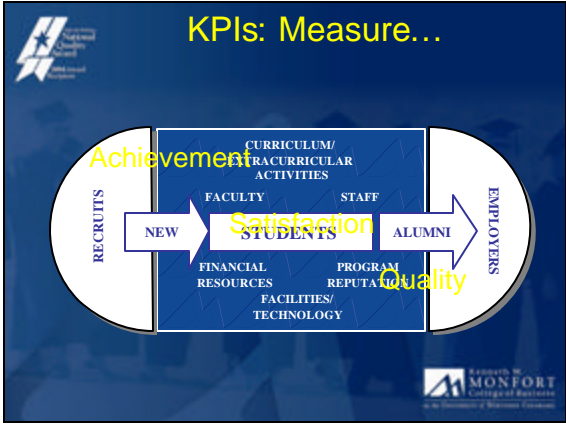 KPIs: Measure...
National
Quality
Award
CURRICULUM/
EXTRACURRICULAR
ACTIVITIES
Achievement
FACULTY
STAFF
RECRUITS
NEW
STUDENTS
Satisfaction
ALUMNI
EMPLOYERS
FINANCIAL
RESOURCES
PROGRAM
REPUTATION
Quality
FACILITIES/
TECHNOLOGY
Kenneth W.
MONFORT
College of Business